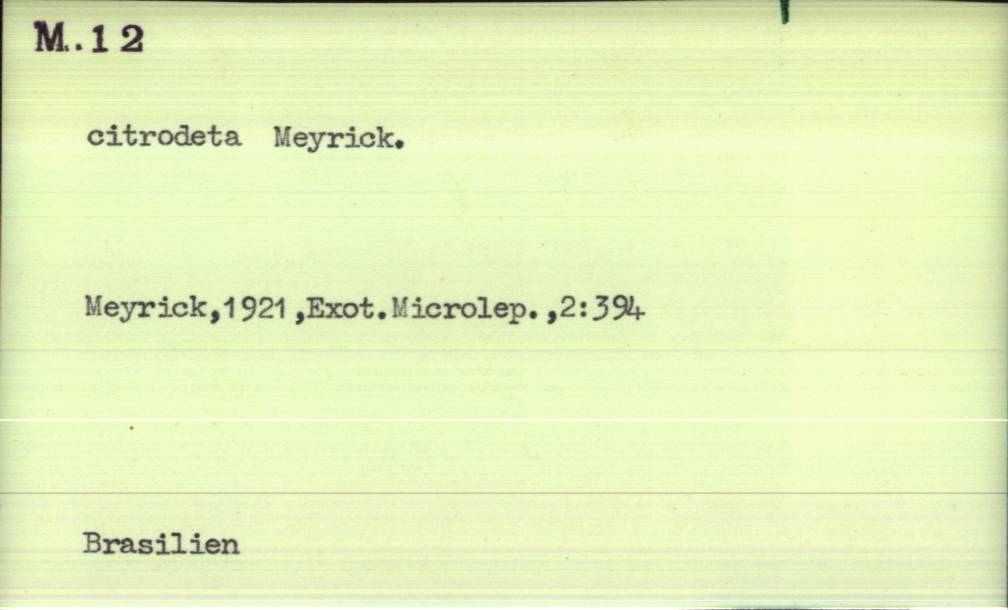 M..12
citrodeta Meyrick.
Meyrick,1921,Exot.Microlep.,2:394
Brasilien